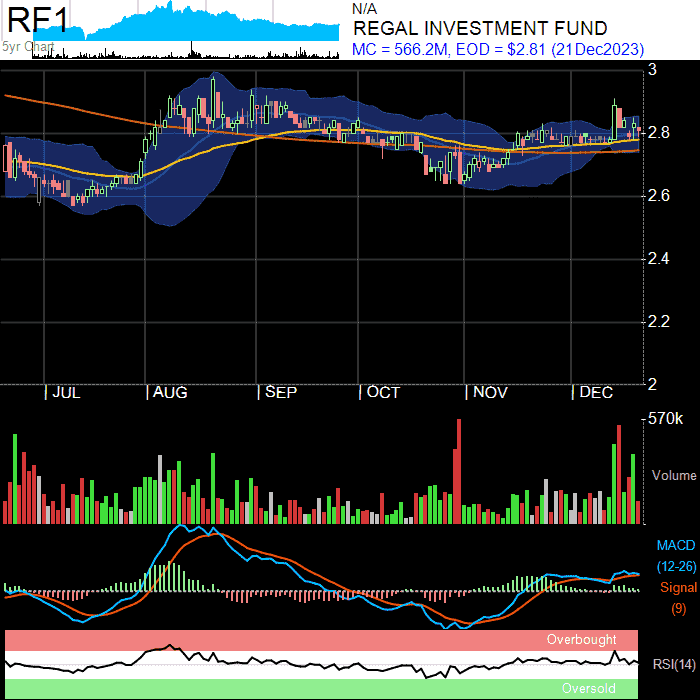 RF1
5yr Chart
N/A
REGAL INVESTMENT FUND
MC = 566.2M, EOD = $2.81 (21Dec2023)
3
2.8
2.6
2.4
2.2
2
JUL
AUG
SEP
OCT
NOV
DEC
570k
Volume
MACD
(12-26)
Signal
(9)
Overbought
RSI(14)
Oversold